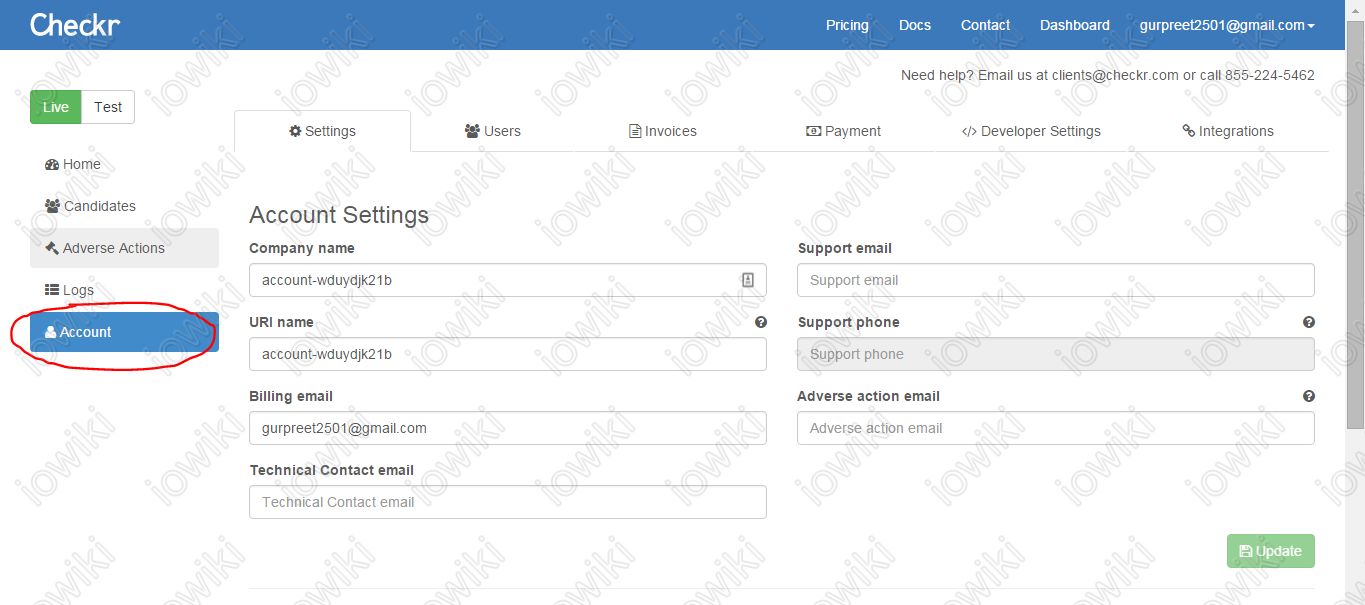 Checkr
Pricing Docs Contact Dashboard gurpreet2501@gmail.com
Need help? Email us at clients@checkr.com or call 855-224-5462
Live Test
Settings Users Invoices Payment </> Developer Settings Integrations
Home
Candidates
Adverse Actions
Logs
Account
Account Settings
Company name Support email
account-wduydjk21b Support email
URI name Support phone
account-wduydjk21b Support phone
Billing email Adverse action email
gurpreet2501@gmail.com Adverse action email
Technical Contact email
Technical Contact email
Update
iowiki